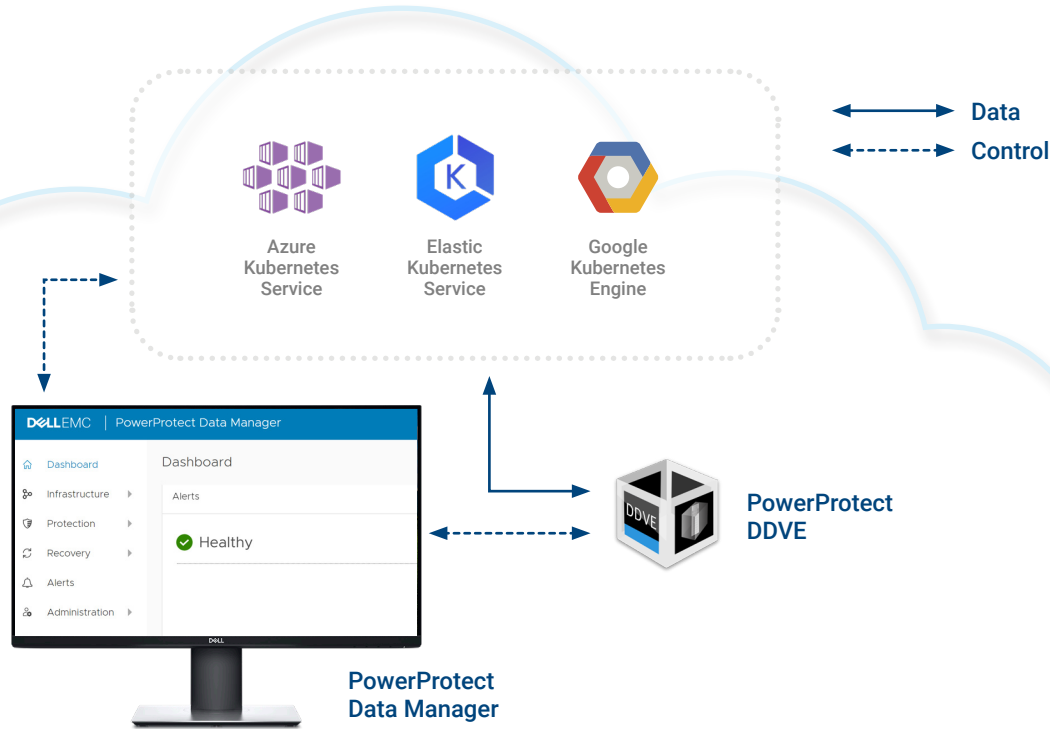 Data
Control
K
Azure
Kubernetes
Service
Elastic
Kubernetes
Service
Google
Kubernetes
Engine
DELLEMC | PowerProtect Data Manager
Dashboard
Infrastructure
Protection
Recovery
Alerts
Administration
Dashboard
Alerts
Healthy
DELL
DDVE
PowerProtect
DDVE
PowerProtect
Data Manager